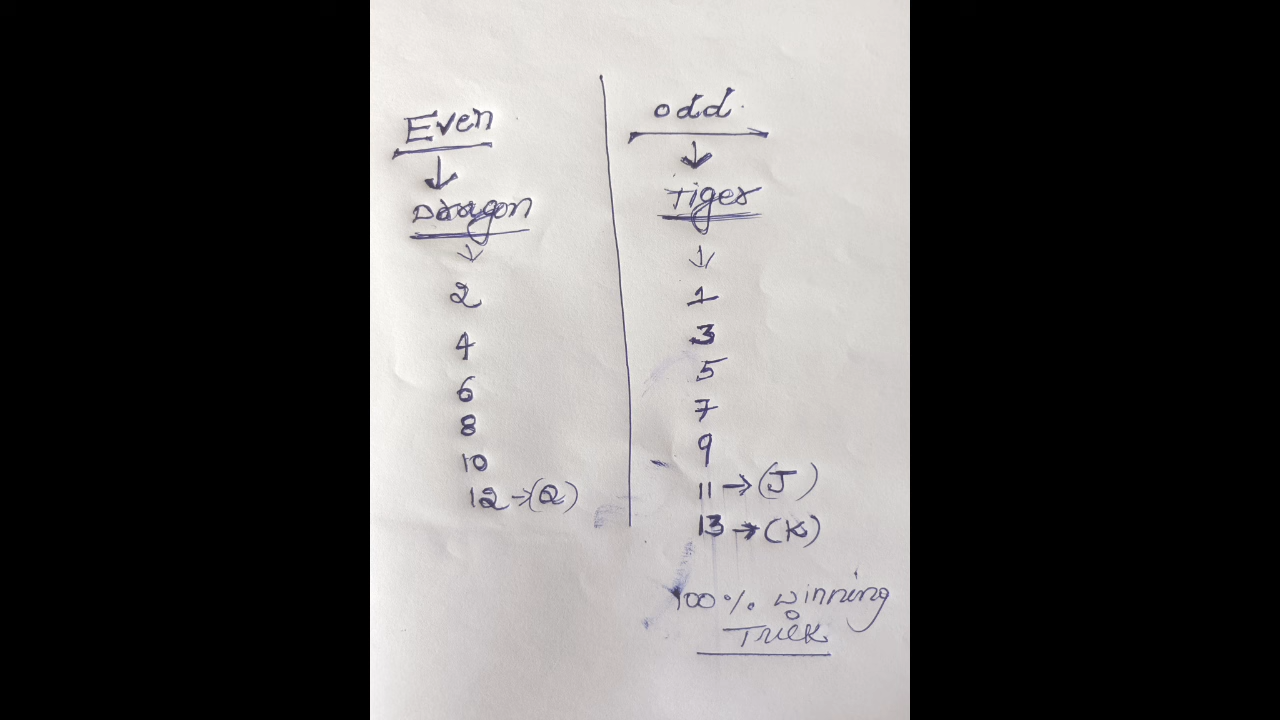 Even
↓
Dragon
↓
2
4
6
8
10
12 → (Q)
odd
↓
Tiger
↓
1
3
5
7
9
11 → (J)
13 → (K)
100% winning
Trick